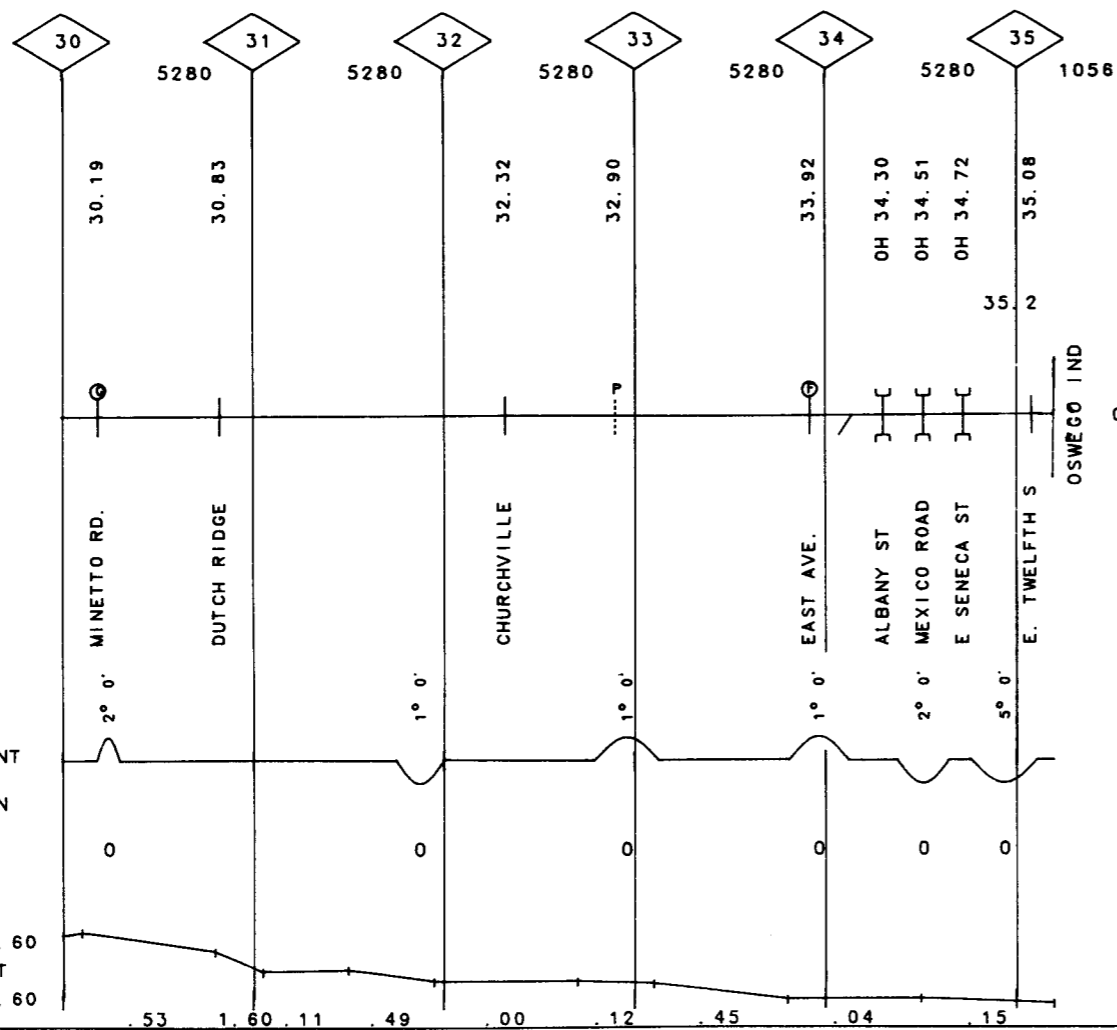 30 31 32 33 34 35
5280 5280 5280 5280 5280 1056
30.19
30.83
32.32
32.90
33.92
OH 34.30
OH 34.51
OH 34.72
35.08
35.2
G
P
F
OSWEGO IND
MINETTO RD.
DUTCH RIDGE
CHURCHVILLE
EAST AVE.
ALBANY ST
MEXICO ROAD
E SENECA ST
E. TWELFTH S
2° 0' 1° 0' 1° 0' 1° 0' 2° 0' 5° 0'
NT
N
0 0 0 0 0 0
60
T
60
.53 1.60 .11 .49 .00 .12 .45 .04 .15